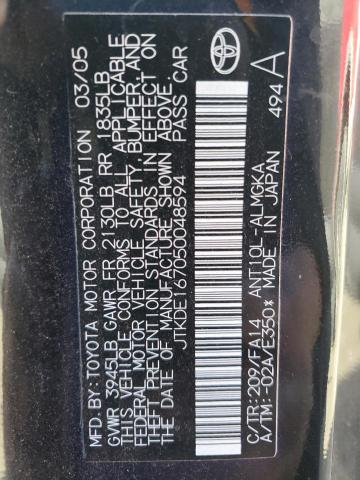 MFD.BY:TOYOTA MOTOR CORPORATION 03/05
GVWR 3945LB GAWR FR 2130LB RR 1835LB
THIS VEHICLE CONFORMS TO ALL APPLICABLE
FEDERAL MOTOR VEHICLE SAFETY, BUMPER, AND
THEFT PREVENTION STANDARDS IN EFFECT ON
THE DATE OF MANUFACTURE SHOWN ABOVE.
JTKDE167050048594 PASS CAR
C/TR:209/FA14 ANT10L-ALMGKA
A/TM:-02A/E350* MADE IN JAPAN 494 A